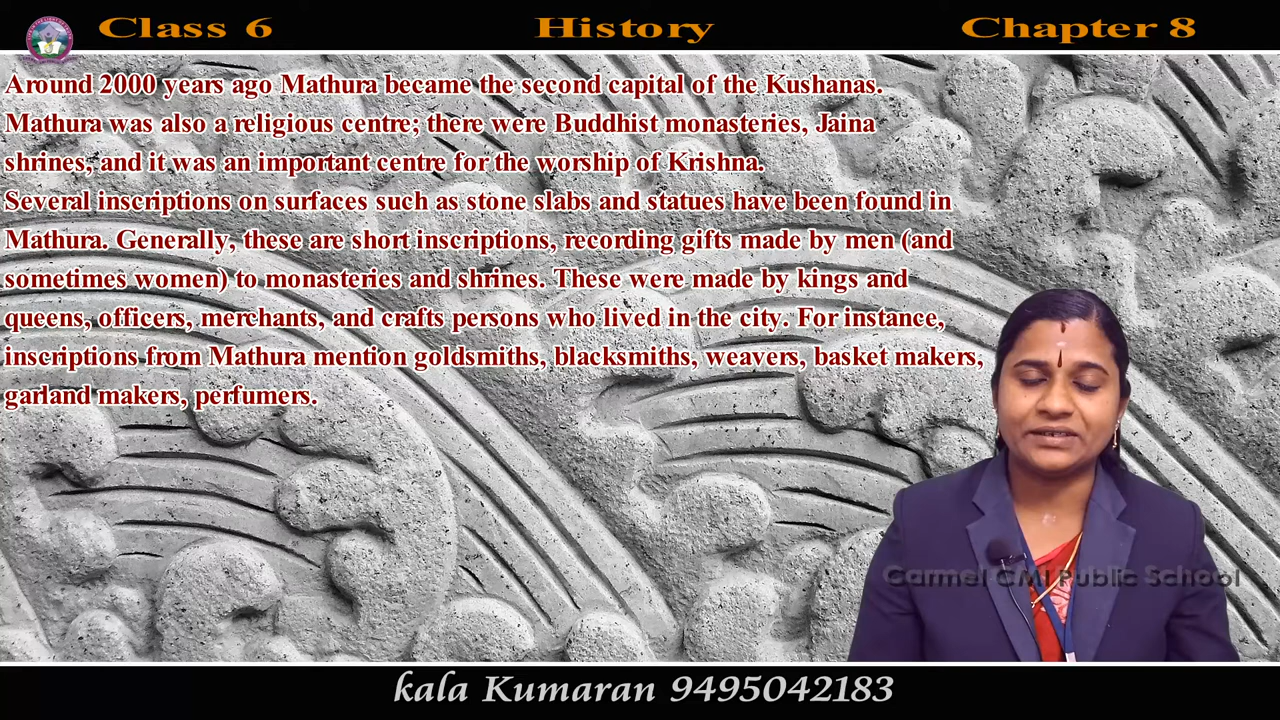 Class 6 History Chapter 8
Around 2000 years ago Mathura became the second capital of the Kushanas.
Mathura was also a religious centre; there were Buddhist monasteries, Jaina
shrines, and it was an important centre for the worship of Krishna.
Several inscriptions on surfaces such as stone slabs and statues have been found in
Mathura. Generally, these are short inscriptions, recording gifts made by men (and
sometimes women) to monasteries and shrines. These were made by kings and
queens, officers, merchants, and crafts persons who lived in the city. For instance,
inscriptions from Mathura mention goldsmiths, blacksmiths, weavers, basket makers,
garland makers, perfumers.
Carmel CMI Public School
kala Kumaran 9495042183